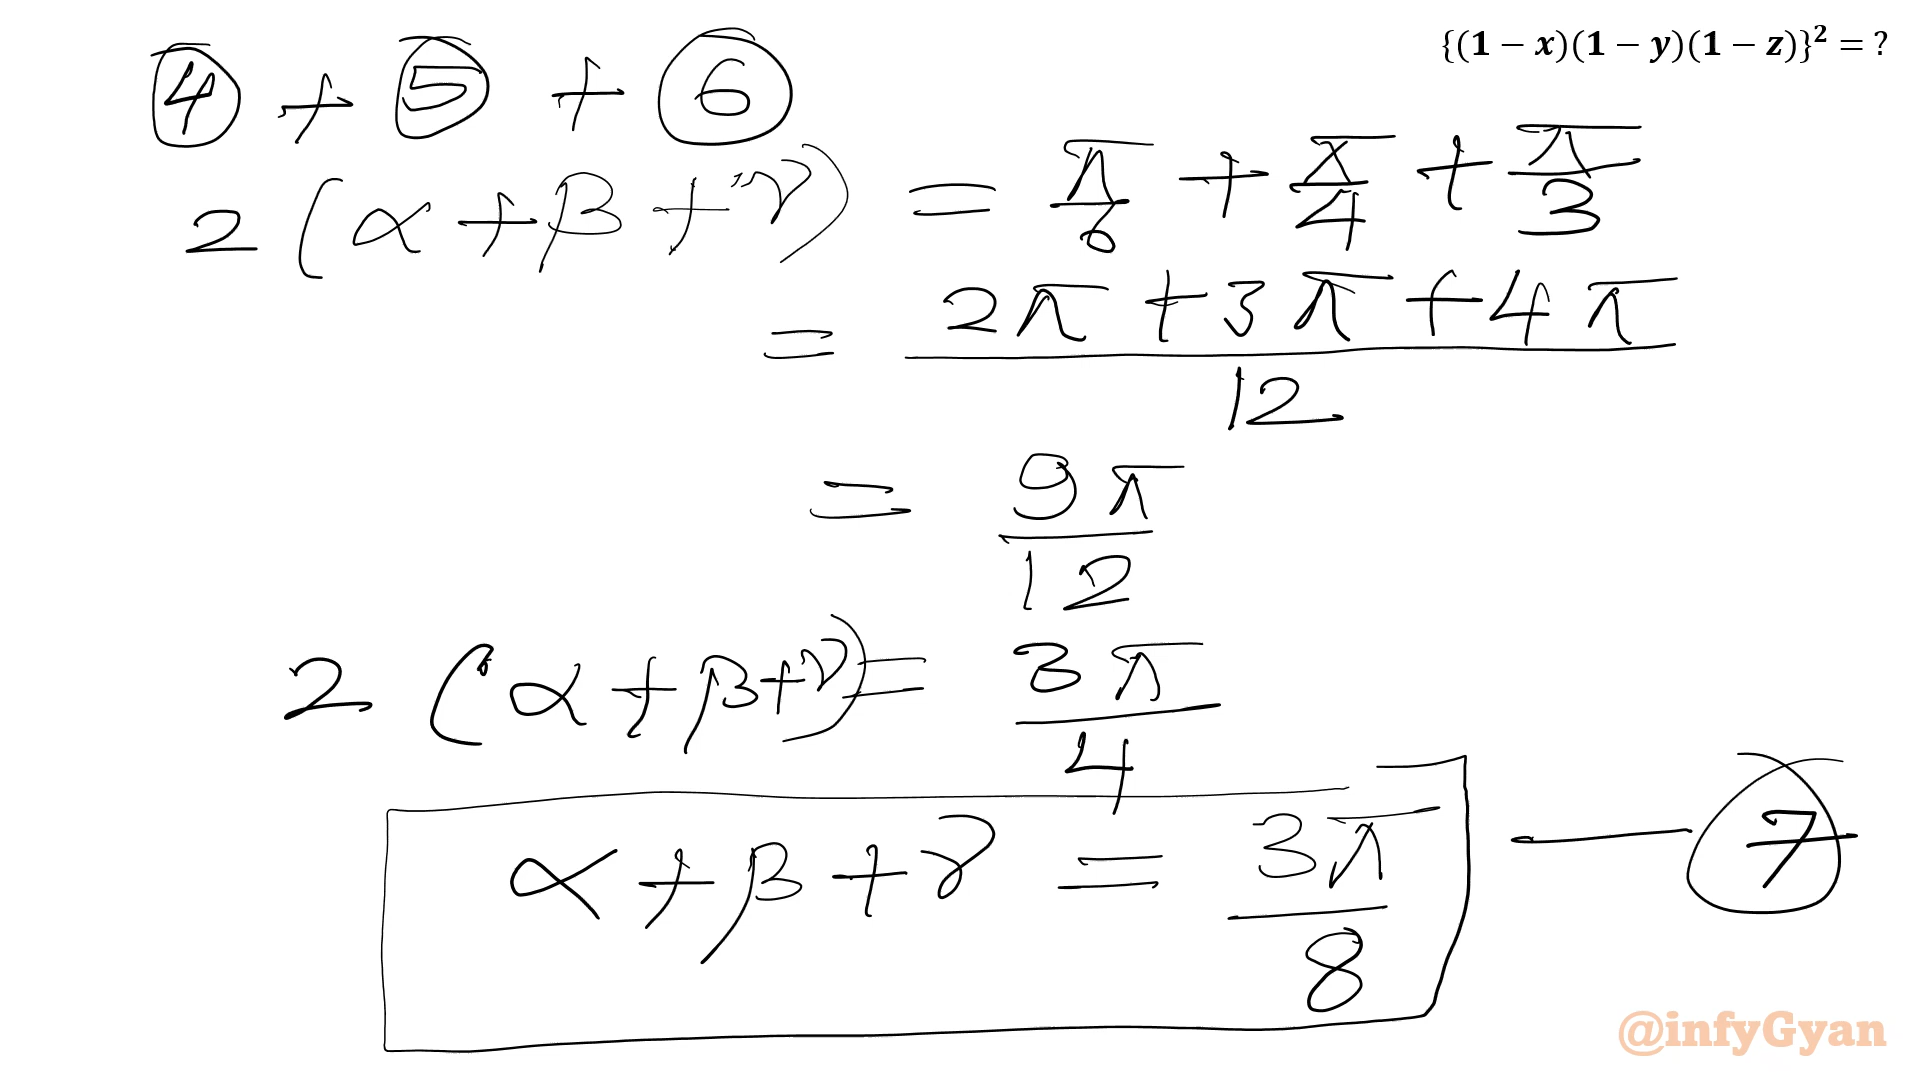 {(1 − x)(1 − y)(1 − z)}² = ?
④ + ⑤ + ⑥
2 (α + β + γ) = π/6 + π/4 + π/3
= (2π + 3π + 4π)/12
= 9π/12
2 (α + β + γ) = 3π/4
α + β + γ = 3π/8 — ⑦
@infyGyan